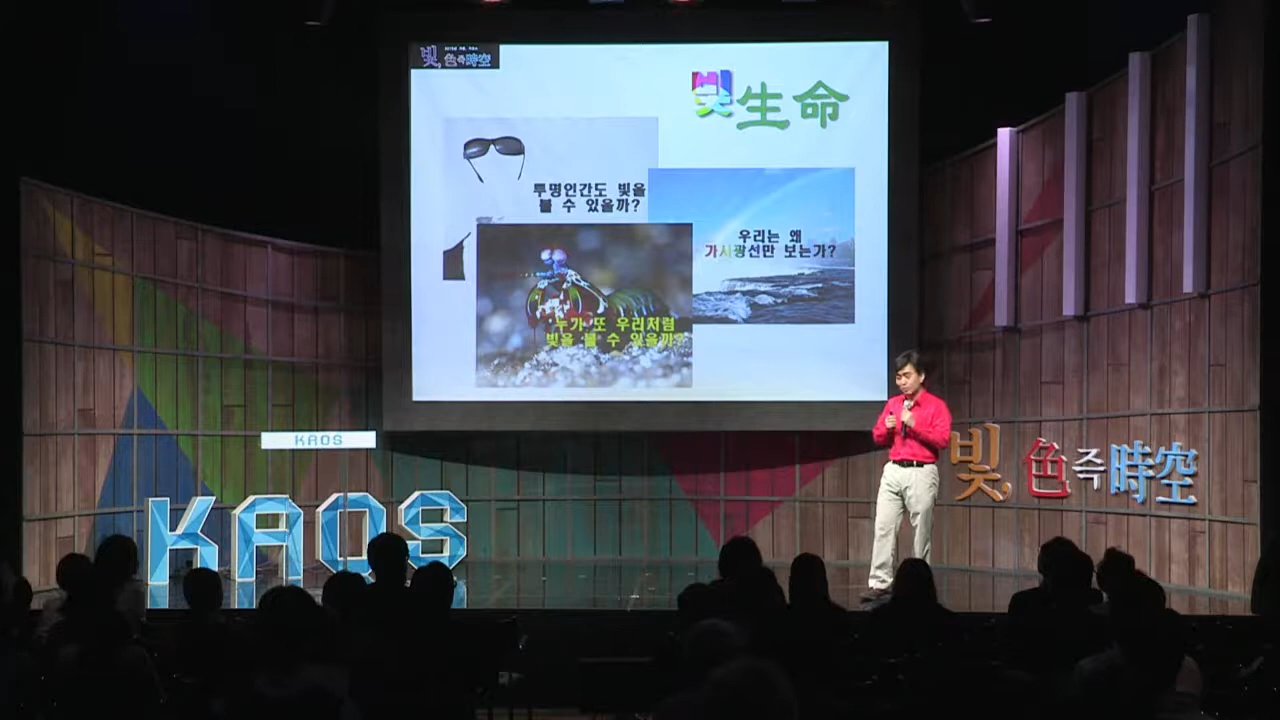 빛, 色즉時空
빛生命
투명인간도 빛을
볼 수 있을까?
우리는 왜
가시광선만 보는가?
누가 또 우리처럼
빛을 볼 수 있을까?
KAOS
빛, 色즉時空
KAOS